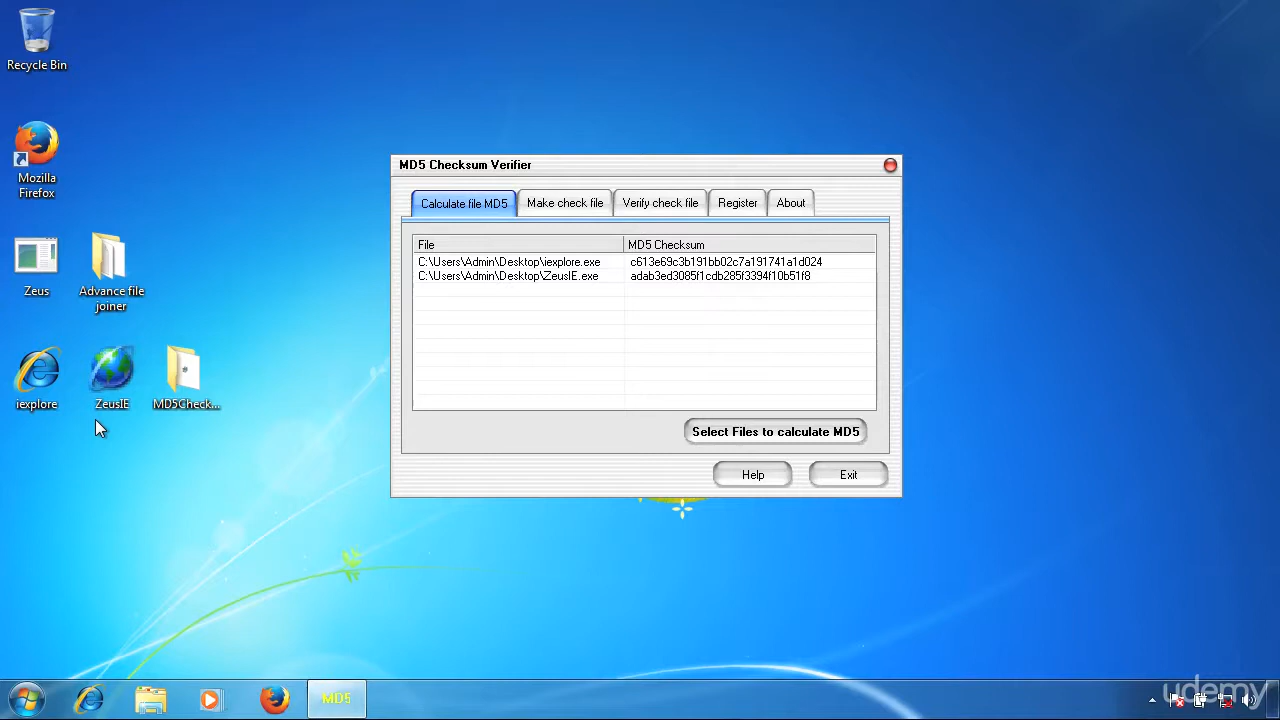 Recycle Bin
Mozilla
Firefox
Zeus
Advance file
joiner
iexplore
ZeusIE
MD5Check...
MD5 Checksum Verifier
Calculate file MD5
Make check file
Verify check file
Register
About
File
MD5 Checksum
C:\Users\Admin\Desktop\iexplore.exe
c613e69c3b191bb02c7a191741a1d024
C:\Users\Admin\Desktop\ZeusIE.exe
adab3ed3085f1cdb285f3394f10b51f8
Select Files to calculate MD5
Help
Exit
MD5
udemy